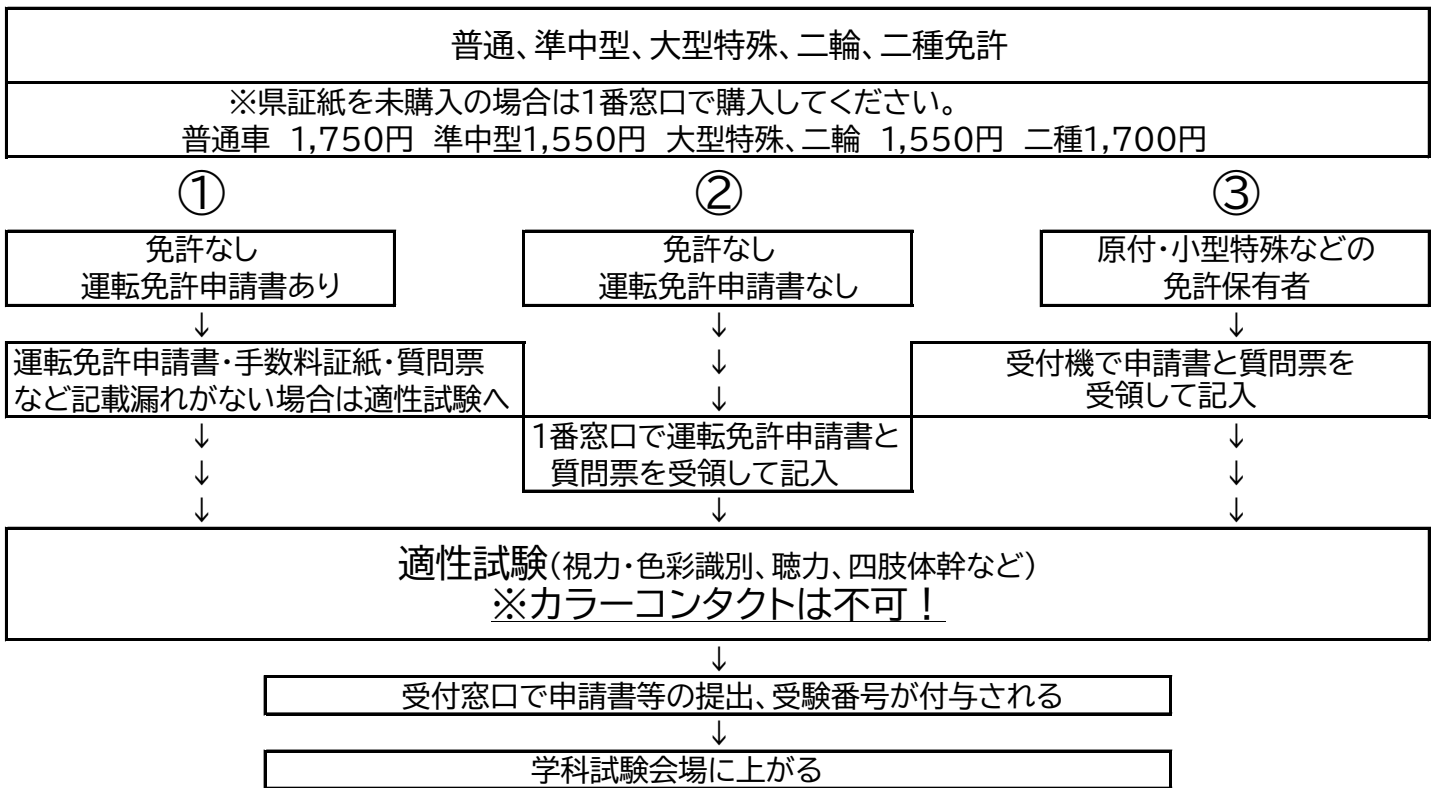 普通、準中型、大型特殊、二輪、二種免許
※県証紙を未購入の場合は1番窓口で購入してください。
普通車 1,750円 準中型1,550円 大型特殊、二輪 1,550円 二種1,700円
① ② ③
免許なし
運転免許申請書あり
免許なし
運転免許申請書なし
原付・小型特殊などの
免許保有者
↓ ↓ ↓
運転免許申請書・手数料証紙・質問票
など記載漏れがない場合は適性試験へ
↓
↓
受付機で申請書と質問票を
受領して記入
↓ ↓
↓ ↓
↓ ↓
1番窓口で運転免許申請書と
質問票を受領して記入
↓
適性試験(視力・色彩識別、聴力、四肢体幹など)
※カラーコンタクトは不可！
↓
受付窓口で申請書等の提出、受験番号が付与される
↓
学科試験会場に上がる